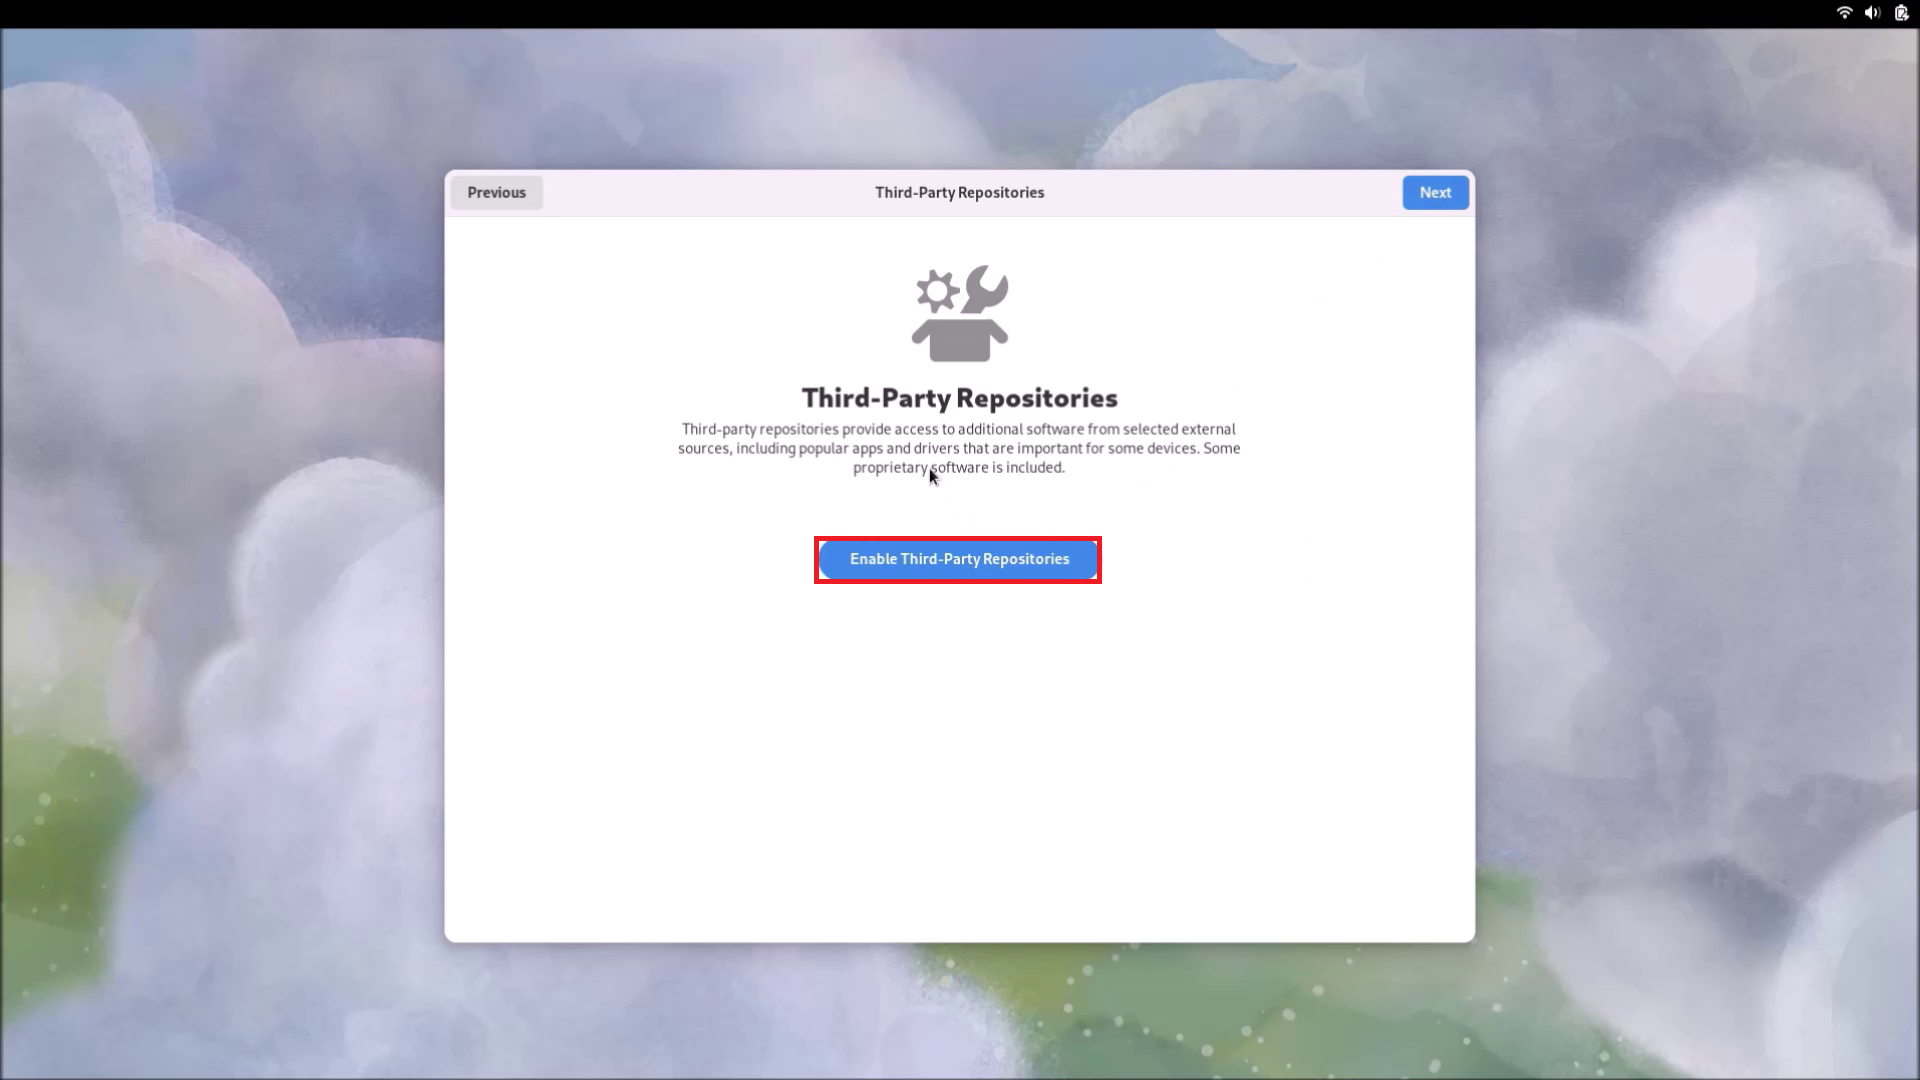 Previous
Third-Party Repositories
Next
Third-Party Repositories
Third-party repositories provide access to additional software from selected external
sources, including popular apps and drivers that are important for some devices. Some
proprietary software is included.
Enable Third-Party Repositories